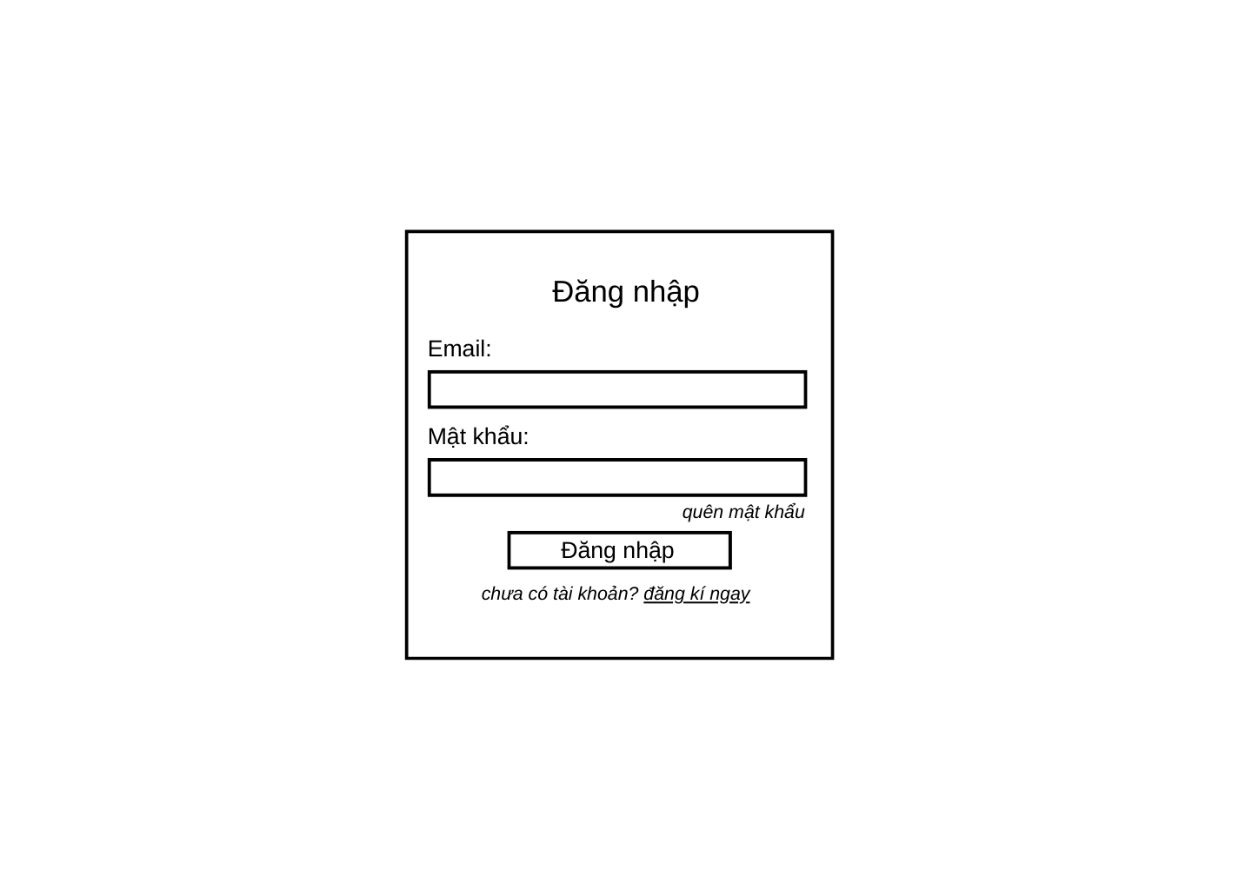 Đăng nhập
Email:
Mật khẩu:
quên mật khẩu
Đăng nhập
chưa có tài khoản? đăng kí ngay